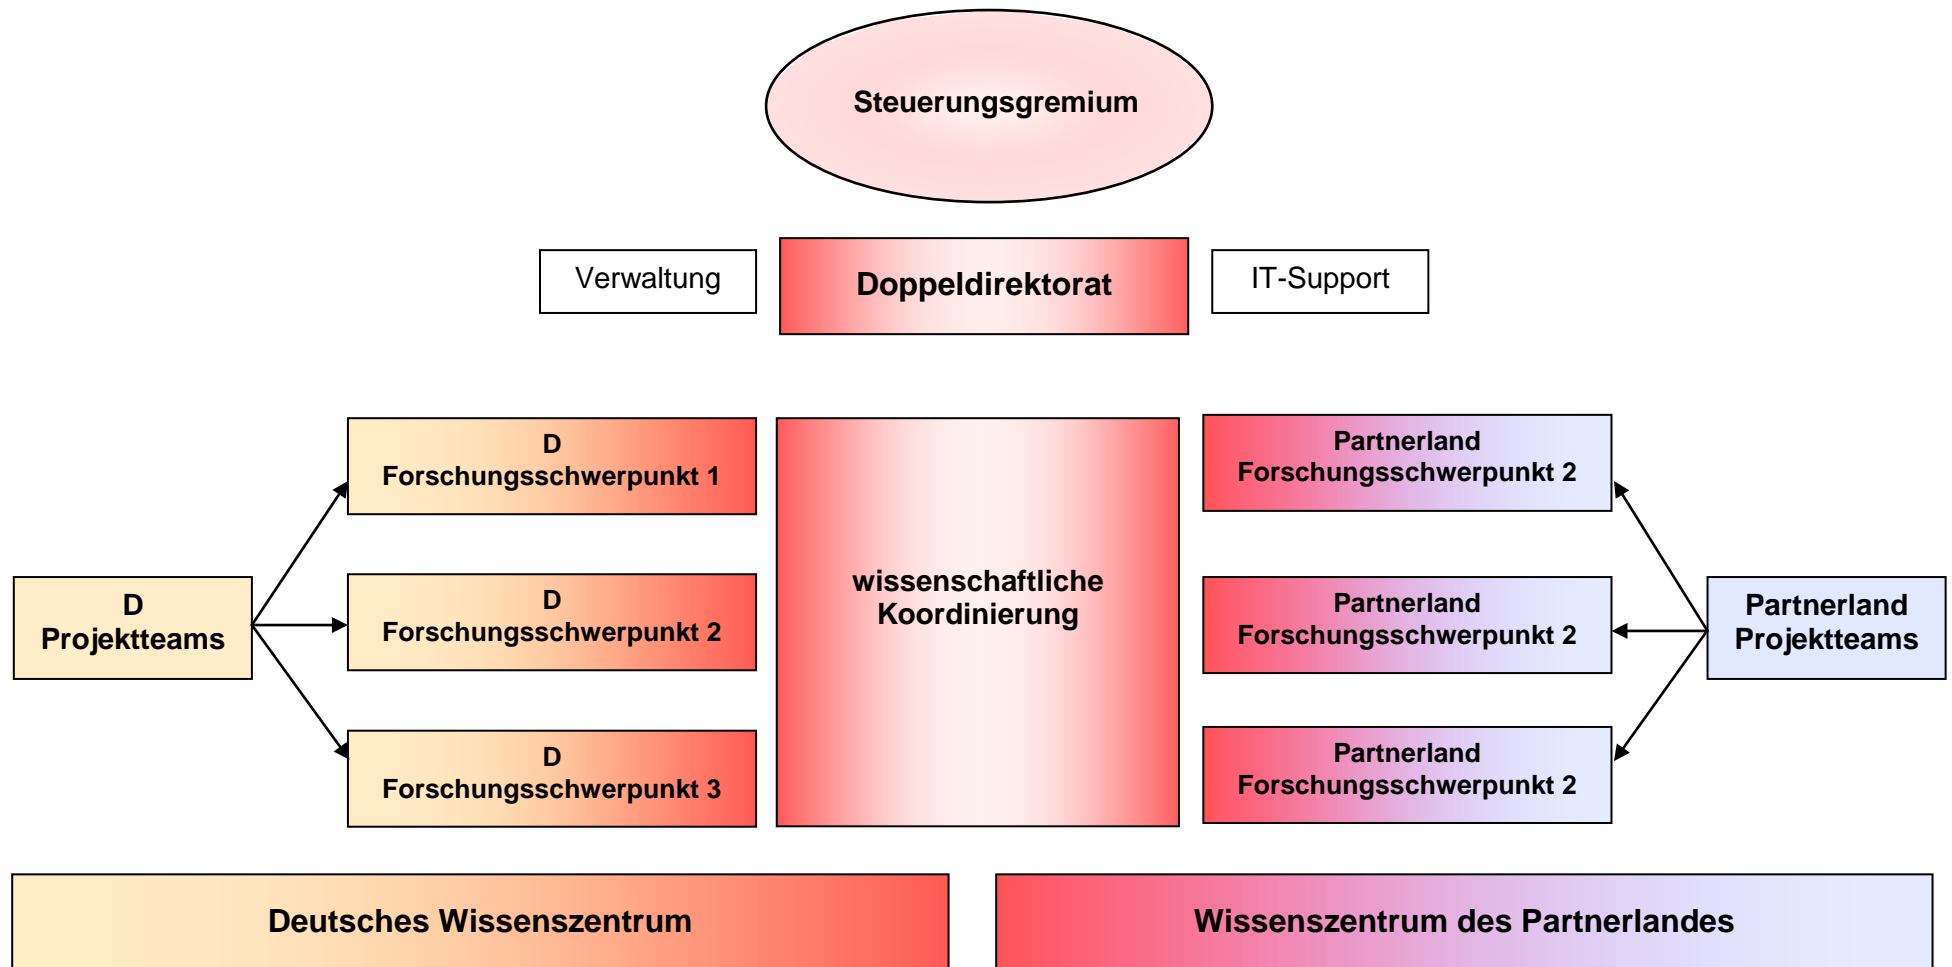 Steuerungsgremium
Verwaltung
Doppeldirektorat
IT-Support
D
Forschungsschwerpunkt 1
D
Forschungsschwerpunkt 2
D
Forschungsschwerpunkt 3
wissenschaftliche
Koordinierung
Partnerland
Forschungsschwerpunkt 2
Partnerland
Forschungsschwerpunkt 2
Partnerland
Forschungsschwerpunkt 2
D
Projektteams
Partnerland
Projektteams
Deutsches Wissenszentrum
Wissenszentrum des Partnerlandes